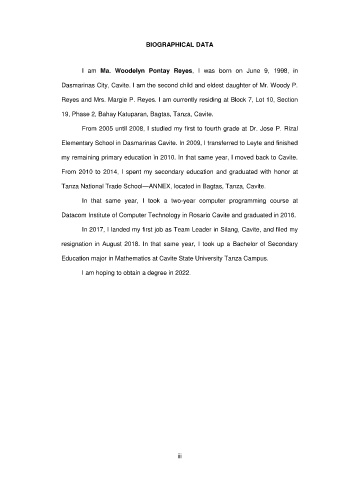 BIOGRAPHICAL DATA
I am Ma. Woodelyn Pontay Reyes, I was born on June 9, 1998, in
Dasmarinas City, Cavite. I am the second child and eldest daughter of Mr. Woody P.
Reyes and Mrs. Margie P. Reyes. I am currently residing at Block 7, Lot 10, Section
19, Phase 2, Bahay Katuparan, Bagtas, Tanza, Cavite.
From 2005 until 2008, I studied my first to fourth grade at Dr. Jose P. Rizal
Elementary School in Dasmarinas Cavite. In 2009, I transferred to Leyte and finished
my remaining primary education in 2010. In that same year, I moved back to Cavite.
From 2010 to 2014, I spent my secondary education and graduated with honor at
Tanza National Trade School—ANNEX, located in Bagtas, Tanza, Cavite.
In that same year, I took a two-year computer programming course at
Datacom Institute of Computer Technology in Rosario Cavite and graduated in 2016.
In 2017, I landed my first job as Team Leader in Silang, Cavite, and filed my
resignation in August 2018. In that same year, I took up a Bachelor of Secondary
Education major in Mathematics at Cavite State University Tanza Campus.
I am hoping to obtain a degree in 2022.
iii